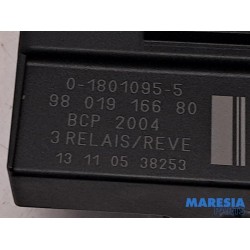 0-1801095-5
98 019 166 80
BCP 2004
3 RELAIS/REVE
13 11 05 38253
MARESIA